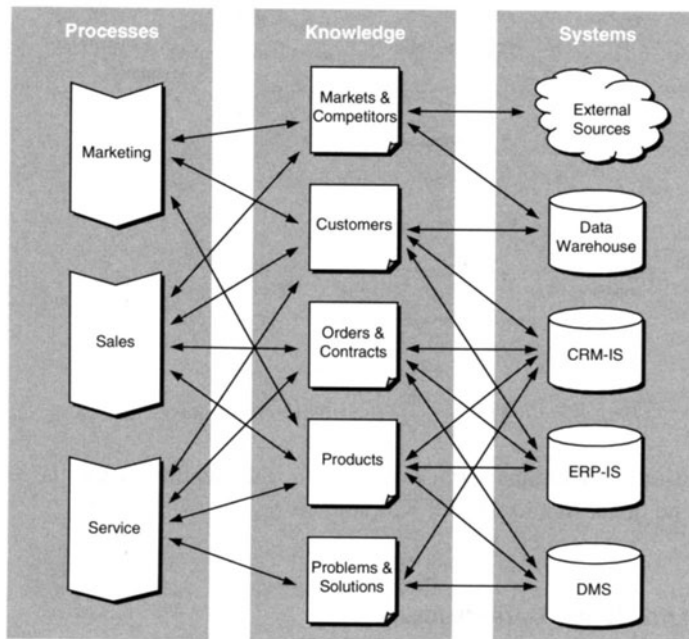 Processes
Knowledge
Systems
Marketing
Sales
Service
Markets &
Competitors
Customers
Orders &
Contracts
Products
Problems &
Solutions
External
Sources
Data
Warehouse
CRM-IS
ERP-IS
DMS